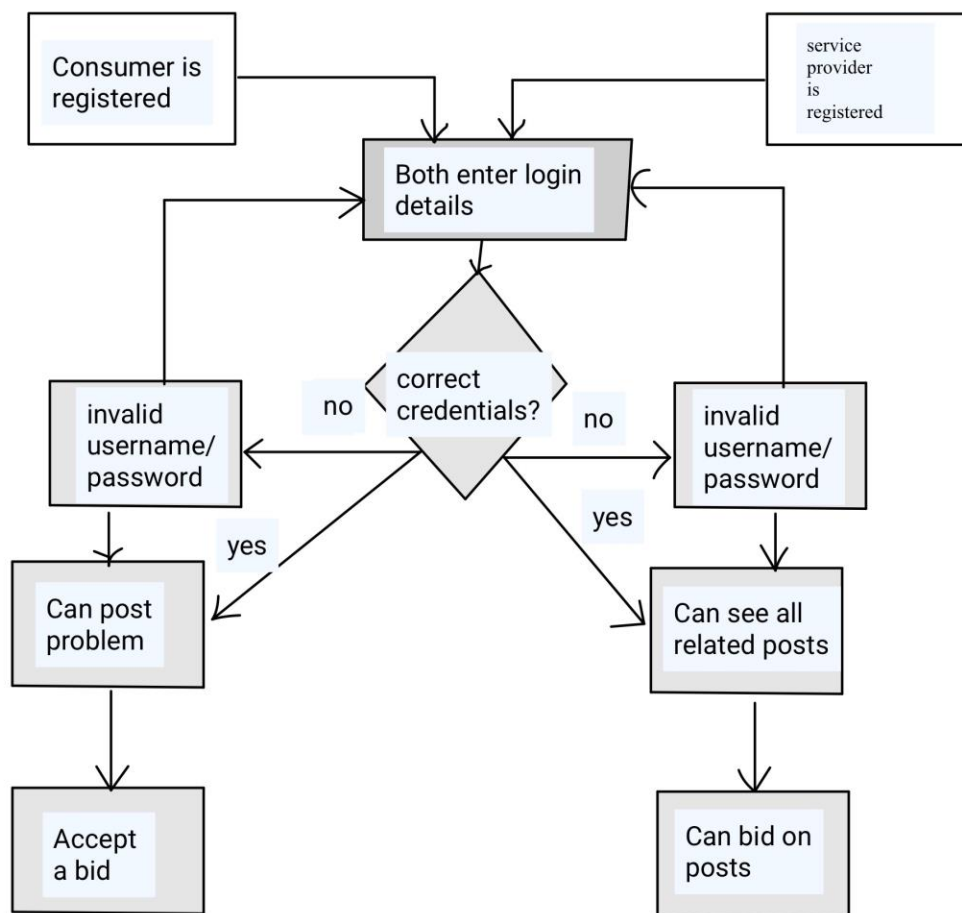 Consumer is
registered
service
provider
is
registered
Both enter login
details
correct
credentials?
no
no
invalid
username/
password
invalid
username/
password
yes
yes
Can post
problem
Can see all
related posts
Accept
a bid
Can bid on
posts